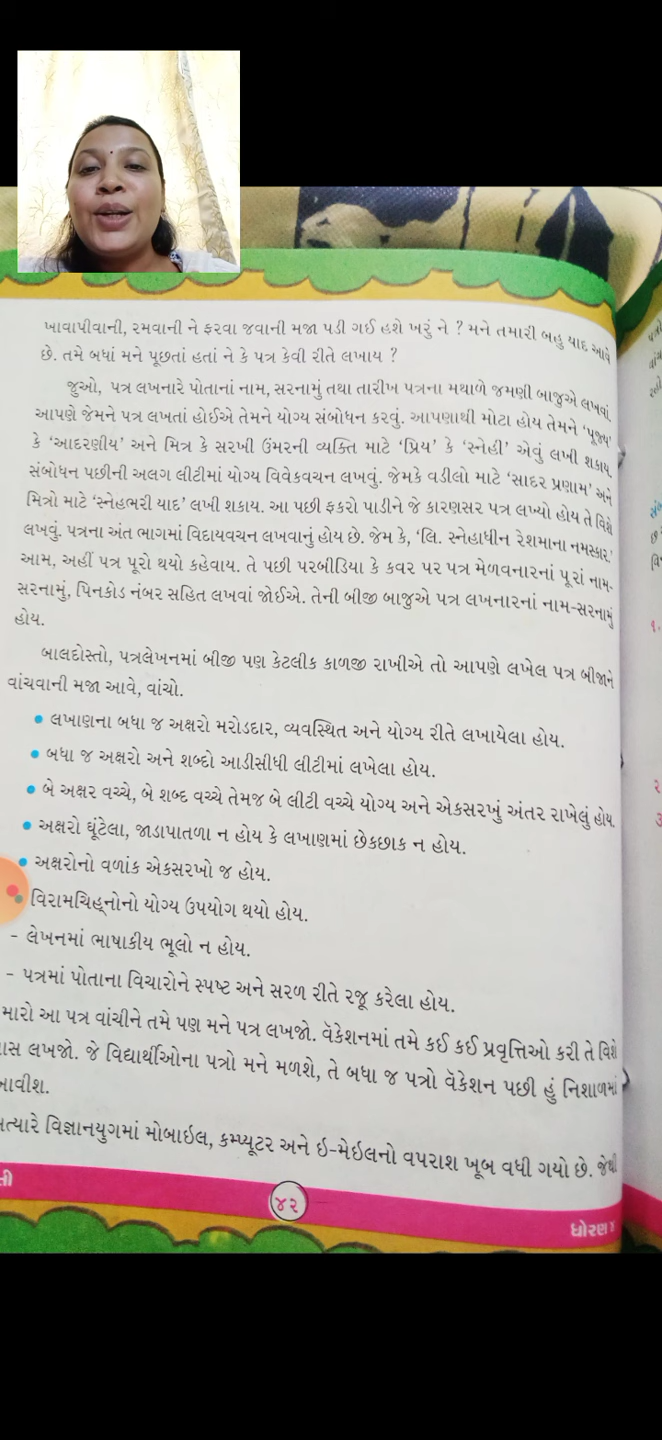 ખાવાપીવાની, રમવાની ને ફરવા જવાની મજા પડી ગઈ હશે ખરું ને ? મને તમારી બહુ યાદ આવે
છે. તમે બધાં મને પૂછતાં હતાં ને કે પત્ર કેવી રીતે લખાય ?
જુઓ, પત્ર લખનારે પોતાનાં નામ, સરનામું તથા તારીખ પત્રના મથાળે જમણી બાજુએ લખવાં.
આપણે જેમને પત્ર લખતાં હોઈએ તેમને યોગ્ય સંબોધન કરવું. આપણાથી મોટા હોય તેમને ‘પૂજ્ય’
કે ‘આદરણીય’ અને મિત્ર કે સરખી ઉંમરની વ્યક્તિ માટે ‘પ્રિય’ કે ‘સ્નેહી’ એવું લખી શકાય.
સંબોધન પછીની અલગ લીટીમાં યોગ્ય વિવેકવચન લખવું. જેમકે વડીલો માટે ‘સાદર પ્રણામ’ અને
મિત્રો માટે ‘સ્નેહભરી યાદ’ લખી શકાય. આ પછી ફકરો પાડીને જે કારણસર પત્ર લખ્યો હોય તે વિશે
લખવું. પત્રના અંત ભાગમાં વિદાયવચન લખવાનું હોય છે. જેમ કે, ‘લિ. સ્નેહાધીન રેશમાના નમસ્કાર.’
આમ, અહીં પત્ર પૂરો થયો કહેવાય. તે પછી પરબીડિયા કે કવર પર પત્ર મેળવનારનાં પૂરાં નામ-
સરનામું, પિનકોડ નંબર સહિત લખવાં જોઈએ. તેની બીજી બાજુએ પત્ર લખનારનાં નામ-સરનામું
હોય.
બાલદોસ્તો, પત્રલેખનમાં બીજી પણ કેટલીક કાળજી રાખીએ તો આપણે લખેલ પત્ર બીજાને
વાંચવાની મજા આવે, વાંચો.
• લખાણના બધા જ અક્ષરો મરોડદાર, વ્યવસ્થિત અને યોગ્ય રીતે લખાયેલા હોય.
• બધા જ અક્ષરો અને શબ્દો આડીસીધી લીટીમાં લખેલા હોય.
• બે અક્ષર વચ્ચે, બે શબ્દ વચ્ચે તેમજ બે લીટી વચ્ચે યોગ્ય અને એકસરખું અંતર રાખેલું હોય.
• અક્ષરો ઘૂંટેલા, જાડાપાતળા ન હોય કે લખાણમાં છેકછાક ન હોય.
• અક્ષરોનો વળાંક એકસરખો જ હોય.
• વિરામચિહ્નોનો યોગ્ય ઉપયોગ થયો હોય.
- લેખનમાં ભાષાકીય ભૂલો ન હોય.
- પત્રમાં પોતાના વિચારોને સ્પષ્ટ અને સરળ રીતે રજૂ કરેલા હોય.
મારો આ પત્ર વાંચીને તમે પણ મને પત્ર લખજો. વૅકેશનમાં તમે કઈ કઈ પ્રવૃત્તિઓ કરી તે વિશે
લખજો. જે વિદ્યાર્થીઓના પત્રો મને મળશે, તે બધા જ પત્રો વૅકેશન પછી હું નિશાળમાં
વિજ્ઞાનયુગમાં મોબાઇલ, કમ્પ્યૂટર અને ઇ-મેઇલનો વપરાશ ખૂબ વધી ગયો છે. જેથી
૪૨
ધોરણ ૪